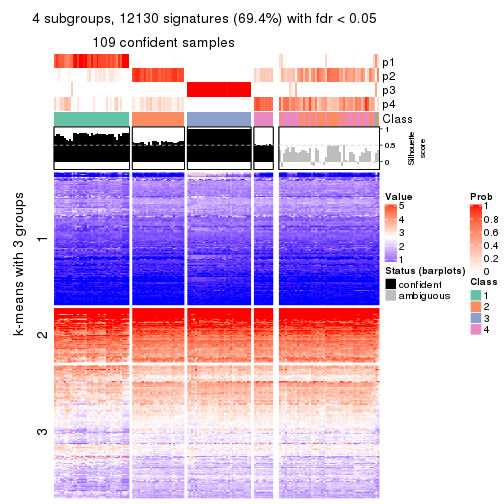 4 subgroups, 12130 signatures (69.4%) with fdr < 0.05
109 confident samples
p1
p2
p3
p4
Class
1
0.5
0
Silhouette
score
k-means with 3 groups
1
2
3
Value
5
4
3
2
1
Status (barplots)
confident
ambiguous
Prob
1
0.8
0.6
0.4
0.2
0
Class
1
2
3
4